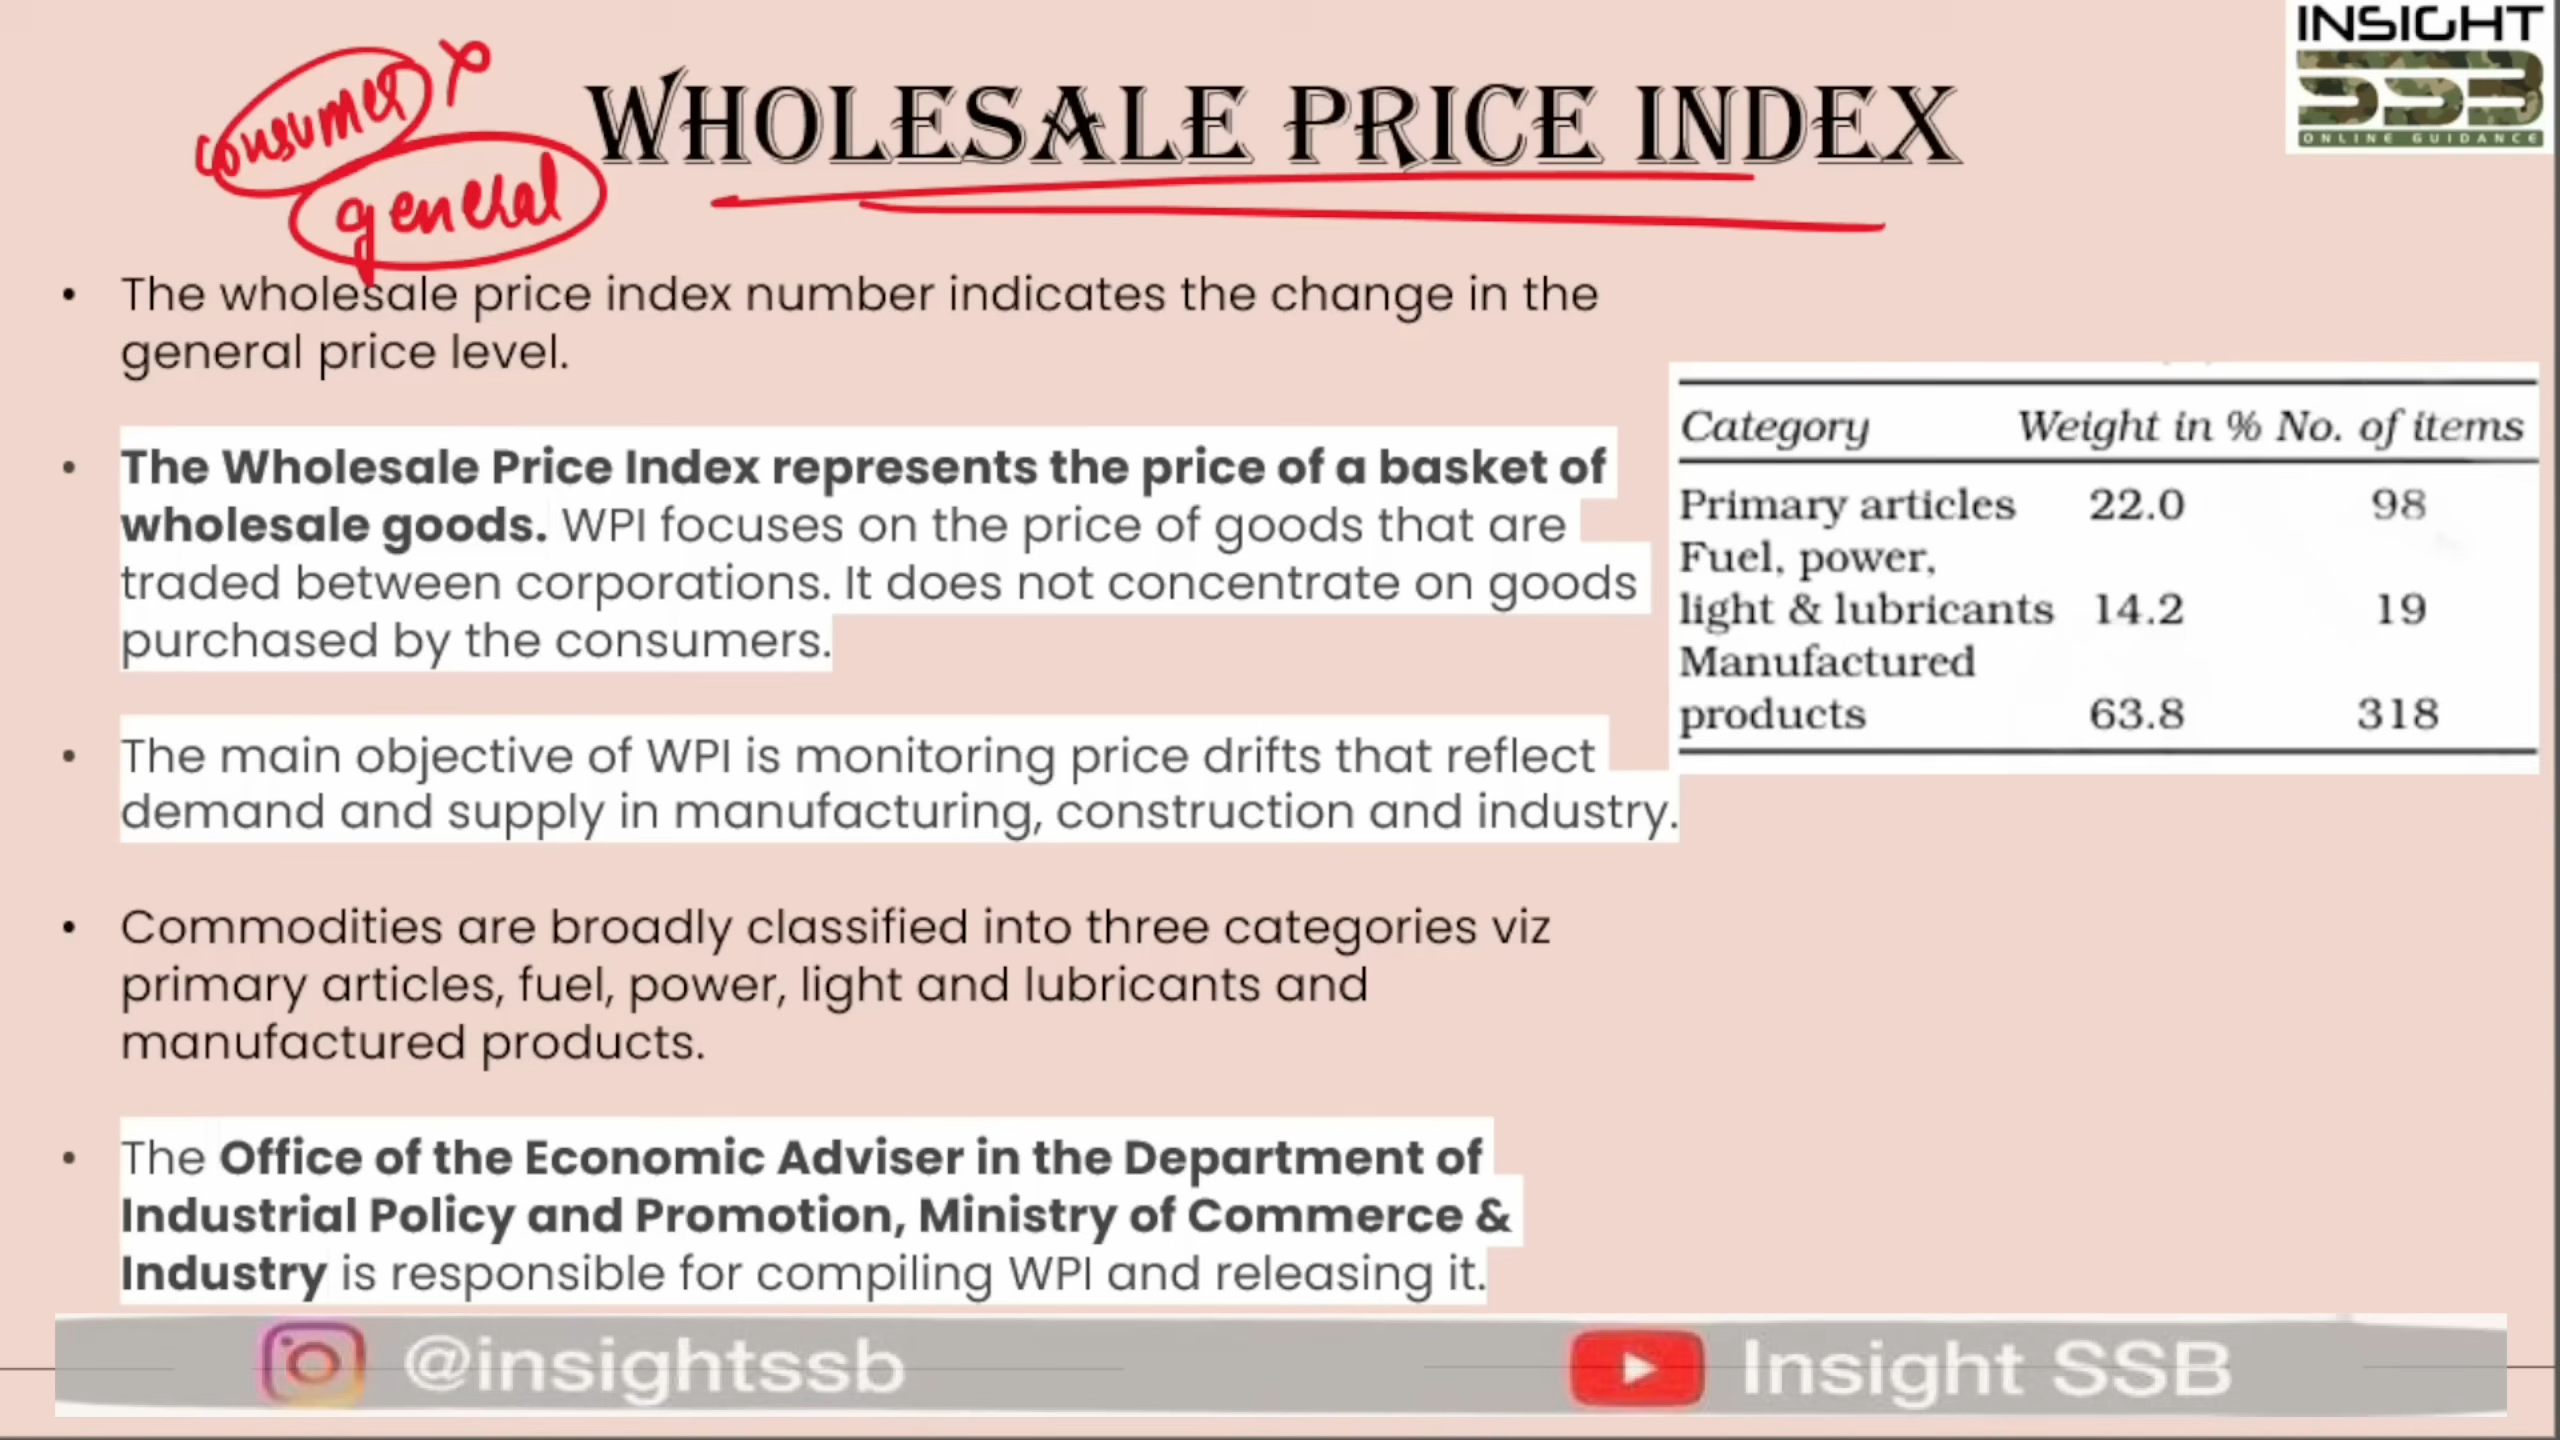 INSIGHT
SSB
ONLINE GUIDANCE
consumer x
general
WHOLESALE PRICE INDEX
• The wholesale price index number indicates the change in the
general price level.
• The Wholesale Price Index represents the price of a basket of
wholesale goods. WPI focuses on the price of goods that are
traded between corporations. It does not concentrate on goods
purchased by the consumers.
• The main objective of WPI is monitoring price drifts that reflect
demand and supply in manufacturing, construction and industry.
• Commodities are broadly classified into three categories viz
primary articles, fuel, power, light and lubricants and
manufactured products.
• The Office of the Economic Adviser in the Department of
Industrial Policy and Promotion, Ministry of Commerce &
Industry is responsible for compiling WPI and releasing it.
Category Weight in % No. of items
Primary articles 22.0 98
Fuel, power,
light & lubricants 14.2 19
Manufactured
products 63.8 318
@insightssb
Insight SSB